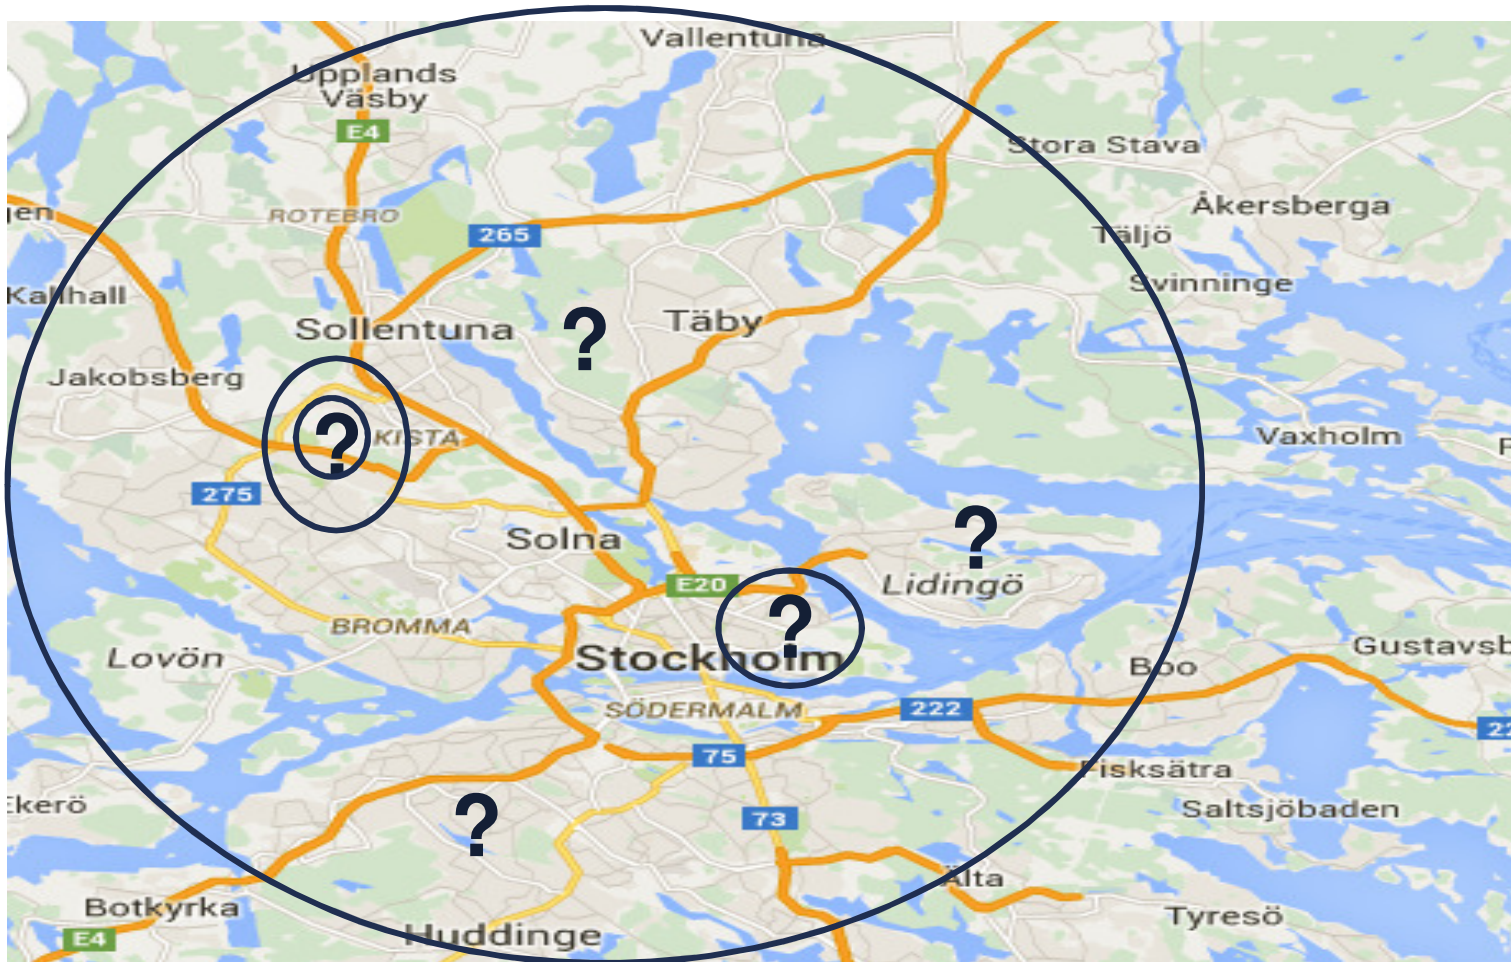 Vallentuna
Upplands
Väsby
E4
Stora Stava
ROTEBRO
Åkersberga
265
Täljö
Svinninge
Kallhall
Sollentuna
?
Täby
Jakobsberg
?
KISTA
Vaxholm
275
Solna
?
E20
Lidingö
?
BROMMA
Lovön
Stockholm
Boo
Gustavsb
SÖDERMALM
222
75
Fisksätra
Ekerö
?
73
Saltsjöbaden
Älta
Botkyrka
Tyresö
Huddinge
E4